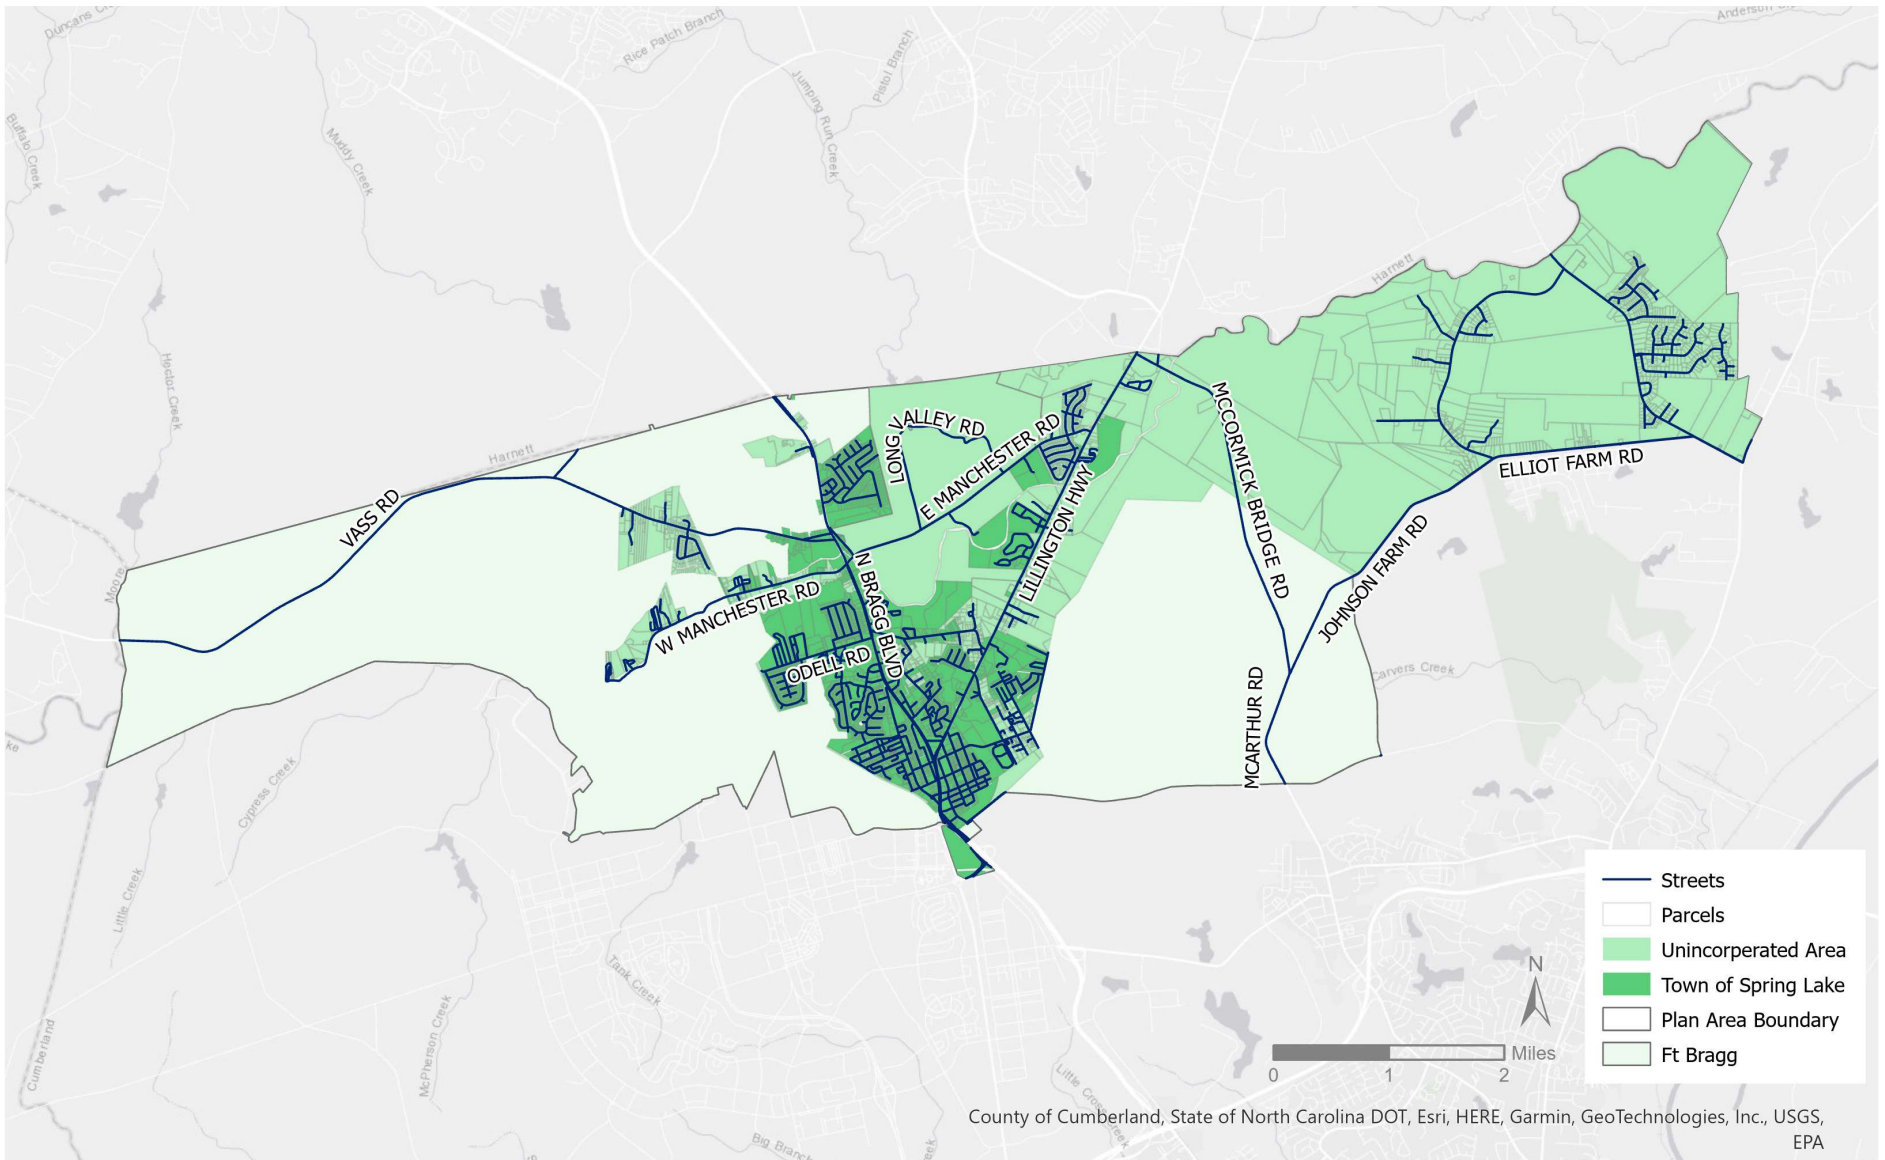 Duncans Cr
Rice Patch Branch
Pistol Branch
Anderson
Buffalo Creek
Muddy Creek
Jumping Run Creek
Harnett
Hector Creek
Harnett
Moore
VASS RD
LONG VALLEY RD
E MANCHESTER RD
MCCORMICK BRIDGE RD
ELLIOT FARM RD
LILLINGTON HWY
N BRAGG BLVD
W MANCHESTER RD
ODELL RD
JOHNSON FARM RD
MCARTHUR RD
Carvers Creek
ke
Cypress Creek
Little Creek
Tank Creek
McPherson Creek
Cumberland
Little Cross Creek
Big Branch
eek
Streets
Parcels
Unincorperated Area
Town of Spring Lake
Plan Area Boundary
Ft Bragg
N
Miles
0 1 2
County of Cumberland, State of North Carolina DOT, Esri, HERE, Garmin, GeoTechnologies, Inc., USGS,
EPA